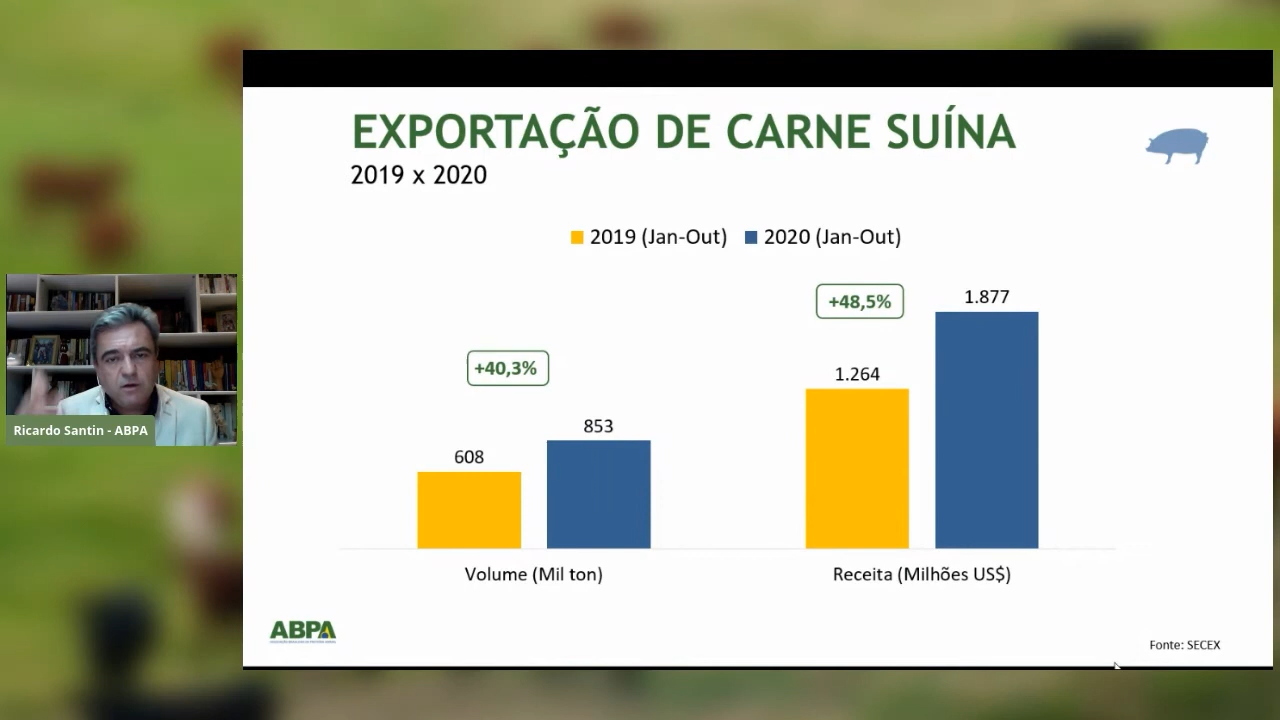 EXPORTAÇÃO DE CARNE SUÍNA
2019 x 2020
2019 (Jan-Out) 2020 (Jan-Out)
+48,5%
1.877
+40,3%
1.264
853
608
Volume (Mil ton)
Receita (Milhões US$)
Ricardo Santin - ABPA
ABPA
Fonte: SECEX